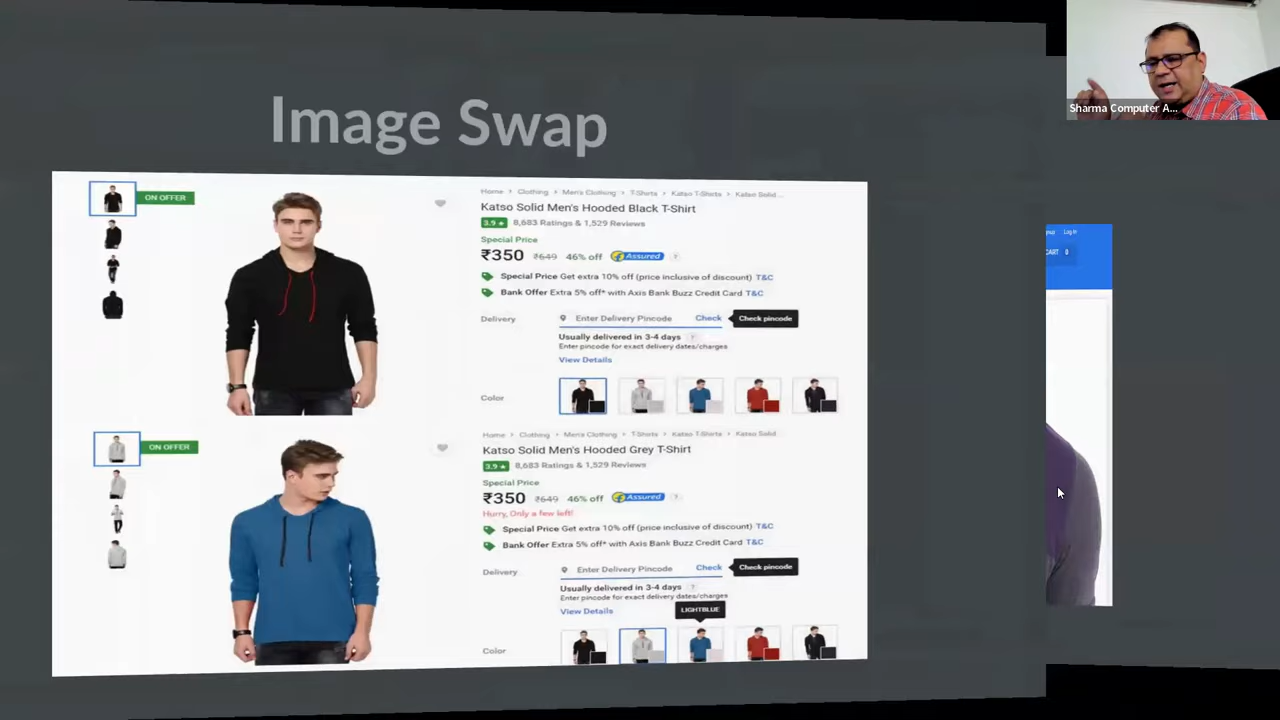 Image Swap
Sharma Computer A...
ON OFFER
Home > Clothing > Men's Clothing > T-Shirts > Katso T-Shirts > Katso Solid ...
Katso Solid Men's Hooded Black T-Shirt
3.9 ★ 8,683 Ratings & 1,529 Reviews
Special Price
₹350 ₹649 46% off Assured ?
Special Price Get extra 10% off (price inclusive of discount) T&C
Bank Offer Extra 5% off* with Axis Bank Buzz Credit Card T&C
Delivery Enter Delivery Pincode Check Check pincode
Usually delivered in 3-4 days ?
Enter pincode for exact delivery dates/charges
View Details
Color
ON OFFER
Home > Clothing > Men's Clothing > T-Shirts > Katso T-Shirts > Katso Solid
Katso Solid Men's Hooded Grey T-Shirt
3.9 ★ 8,683 Ratings & 1,529 Reviews
Special Price
₹350 ₹649 46% off Assured ?
Hurry, Only a few left!
Special Price Get extra 10% off (price inclusive of discount) T&C
Bank Offer Extra 5% off* with Axis Bank Buzz Credit Card T&C
Delivery Enter Delivery Pincode Check Check pincode
Usually delivered in 3-4 days ?
Enter pincode for exact delivery dates/charges
View Details
LIGHTBLUE
Color
Log In
CART 0